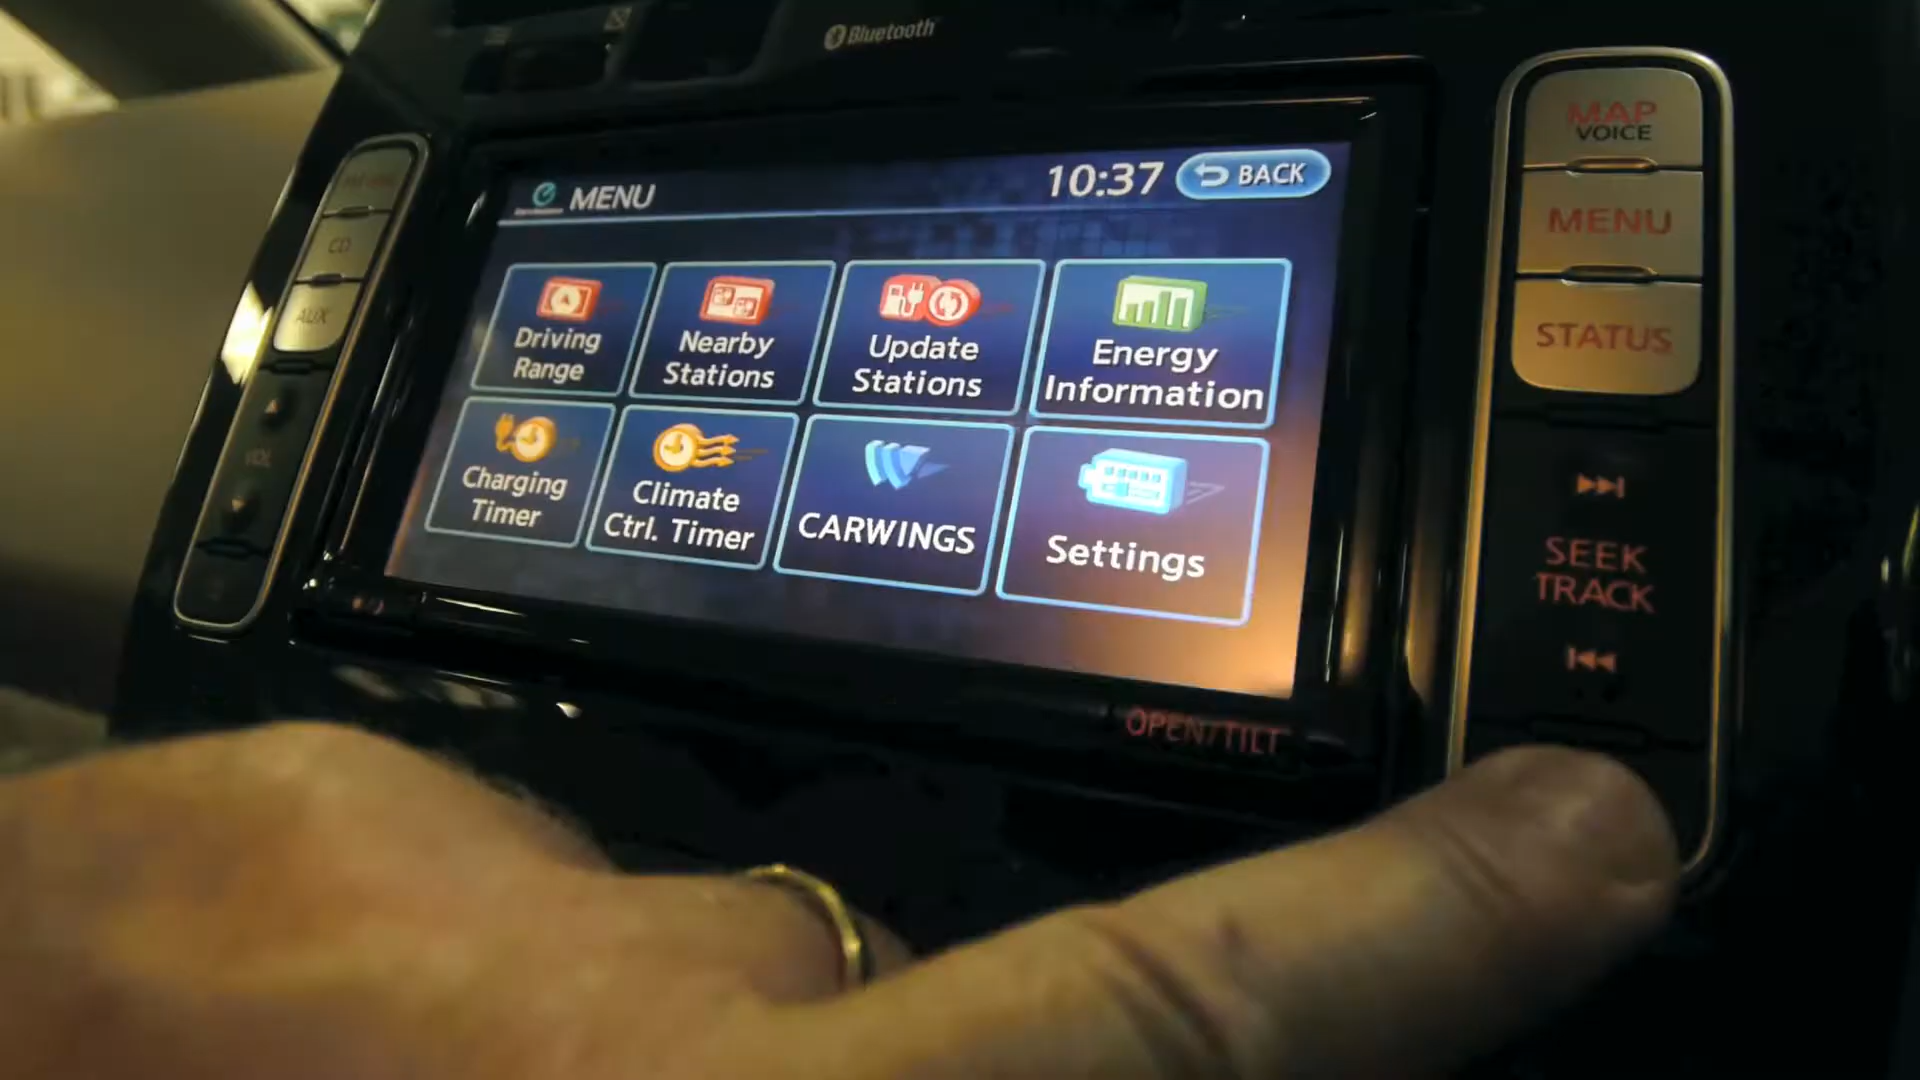 Bluetooth
MENU
10:37
BACK
Driving
Range
Nearby
Stations
Update
Stations
Energy
Information
Charging
Timer
Climate
Ctrl. Timer
CARWINGS
Settings
CD
AUX
VOL
MAP
VOICE
MENU
STATUS
SEEK
TRACK
OPEN/TILT